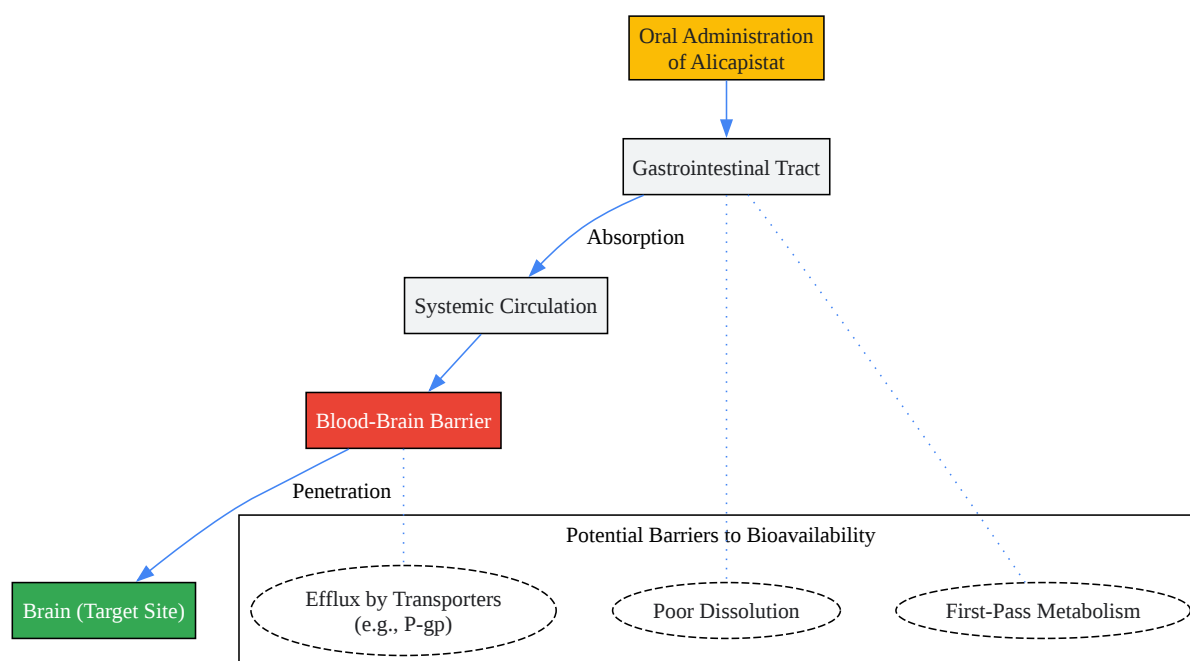 Oral Administration
of Alicapistat
Gastrointestinal Tract
Absorption
Systemic Circulation
Blood-Brain Barrier
Penetration
Potential Barriers to Bioavailability
Brain (Target Site)
Efflux by Transporters
(e.g., P-gp)
Poor Dissolution
First-Pass Metabolism